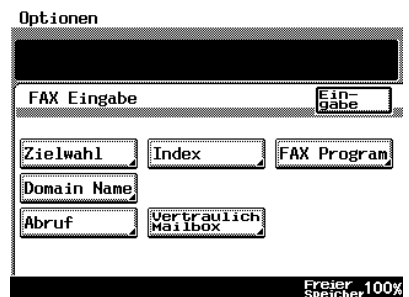 Optionen
FAX Eingabe
Ein-
gabe
Zielwahl
Index
FAX Program
Domain Name
Abruf
Vertraulich
Mailbox
Freier
Speicher 100%